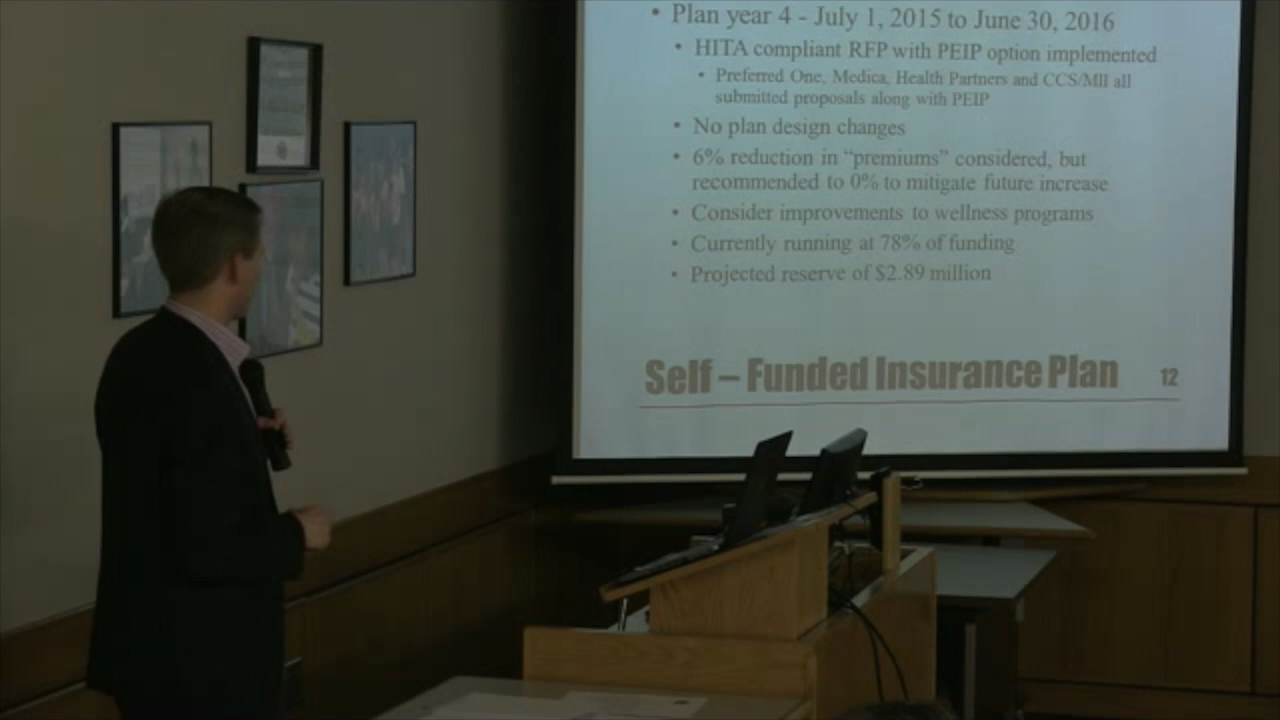 • Plan year 4 - July 1, 2015 to June 30, 2016
• HITA compliant RFP with PEIP option implemented
• Preferred One, Medica, Health Partners and CCS/MII all
submitted proposals along with PEIP
• No plan design changes
• 6% reduction in “premiums” considered, but
recommended to 0% to mitigate future increase
• Consider improvements to wellness programs
• Currently running at 78% of funding
• Projected reserve of $2.89 million
Self – Funded Insurance Plan 12